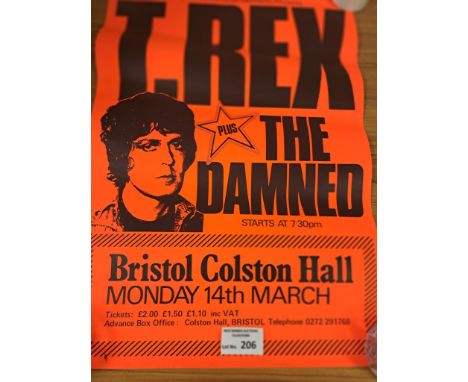 T.REX
PLUS
THE
DAMNED
STARTS AT 7 30pm
Bristol Colston Hall
MONDAY 14th MARCH
Tickets: £2.00 £1.50 £1.10 inc VAT
Advance Box Office : Colston Hall, BRISTOL Telephone 0272 291768
Lot No. 206